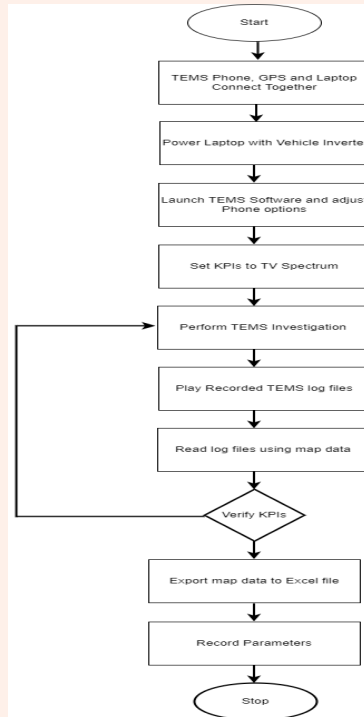 Start
TEMS Phone, GPS and Laptop
Connect Together
Power Laptop with Vehicle Inverte
Launch TEMS Software and adjus
Phone options
Set KPIs to TV Spectrum
Perform TEMS Investigation
Play Recorded TEMS log files
Read log files using map data
Verify KPIs
Export map data to Excel file
Record Parameters
Stop